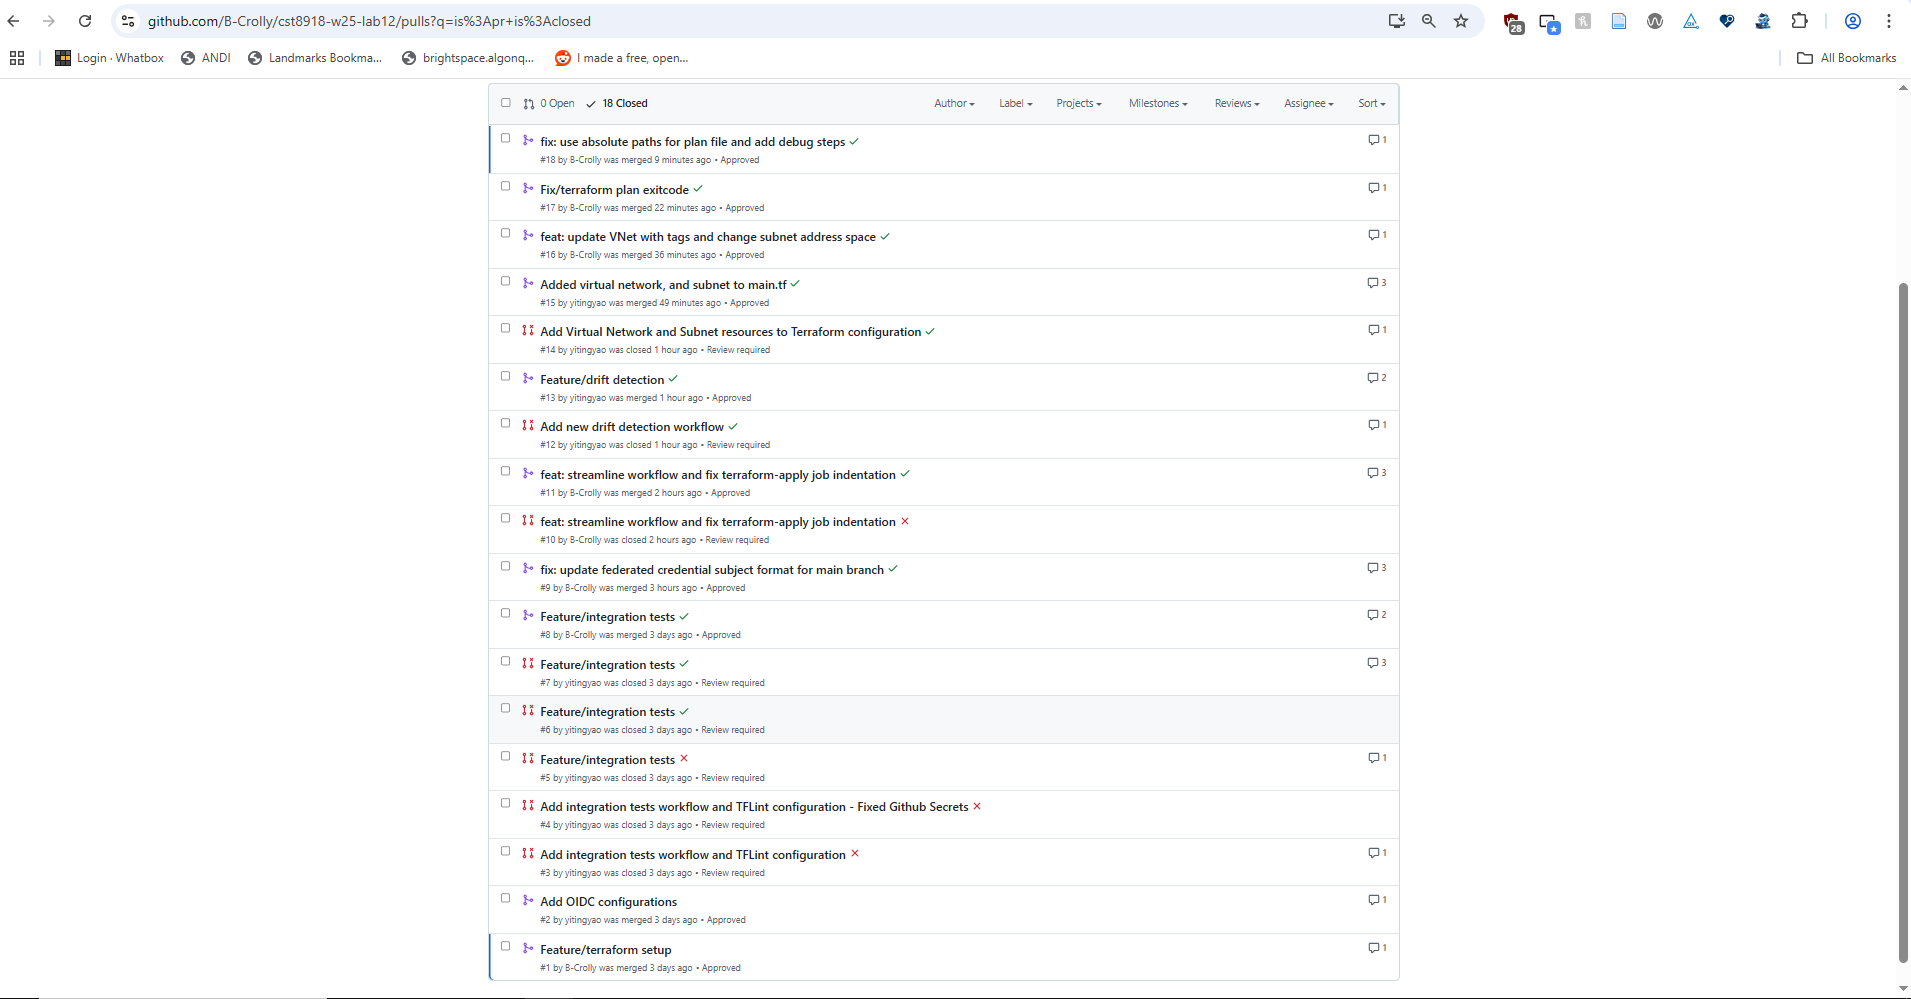 github.com/B-Crolly/cst8918-w25-lab12/pulls?q=is%3Apr+is%3Aclosed
28
Login · Whatbox
ANDI
Landmarks Bookma...
brightspace.algonq...
I made a free, open...
All Bookmarks
0 Open
18 Closed
Author
Label
Projects
Milestones
Reviews
Assignee
Sort
fix: use absolute paths for plan file and add debug steps
1
#18 by B-Crolly was merged 9 minutes ago • Approved
Fix/terraform plan exitcode
1
#17 by B-Crolly was merged 22 minutes ago • Approved
feat: update VNet with tags and change subnet address space
1
#16 by B-Crolly was merged 36 minutes ago • Approved
Added virtual network, and subnet to main.tf
3
#15 by yitingyao was merged 49 minutes ago • Approved
Add Virtual Network and Subnet resources to Terraform configuration
1
#14 by yitingyao was closed 1 hour ago • Review required
Feature/drift detection
2
#13 by yitingyao was merged 1 hour ago • Approved
Add new drift detection workflow
1
#12 by yitingyao was closed 1 hour ago • Review required
feat: streamline workflow and fix terraform-apply job indentation
3
#11 by B-Crolly was merged 2 hours ago • Approved
feat: streamline workflow and fix terraform-apply job indentation
#10 by B-Crolly was closed 2 hours ago • Review required
fix: update federated credential subject format for main branch
3
#9 by B-Crolly was merged 3 hours ago • Approved
Feature/integration tests
2
#8 by B-Crolly was merged 3 days ago • Approved
Feature/integration tests
3
#7 by yitingyao was closed 3 days ago • Review required
Feature/integration tests
#6 by yitingyao was closed 3 days ago • Review required
Feature/integration tests
1
#5 by yitingyao was closed 3 days ago • Review required
Add integration tests workflow and TFLint configuration - Fixed Github Secrets
#4 by yitingyao was closed 3 days ago • Review required
Add integration tests workflow and TFLint configuration
1
#3 by yitingyao was closed 3 days ago • Review required
Add OIDC configurations
1
#2 by yitingyao was merged 3 days ago • Approved
Feature/terraform setup
1
#1 by B-Crolly was merged 3 days ago • Approved